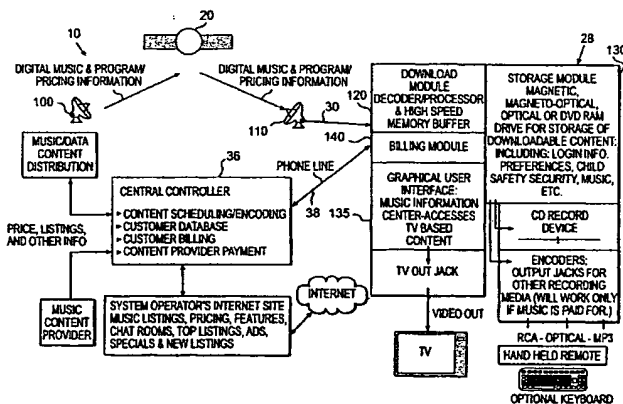 10
20
28
130
DIGITAL MUSIC & PROGRAM/
PRICING INFORMATION
DIGITAL MUSIC & PROGRAM/
PRICING INFORMATION
100
110
30
120
140
MUSIC/DATA
CONTENT
DISTRIBUTION
36
PHONE LINE
38
135
CENTRAL CONTROLLER
CONTENT SCHEDULING/ENCODING
CUSTOMER DATABASE
CUSTOMER BILLING
CONTENT PROVIDER PAYMENT
PRICE, LISTINGS,
AND OTHER INFO
MUSIC CONTENT
PROVIDER
SYSTEM OPERATOR'S INTERNET SITE
MUSIC LISTINGS, PRICING, FEATURES,
CHAT ROOMS, TOP LISTINGS, ADS,
SPECIALS & NEW LISTINGS
INTERNET
DOWNLOAD
MODULE
DECODER/PROCESSOR
& HIGH SPEED
MEMORY BUFFER
BILLING MODULE
GRAPHICAL USER
INTERFACE:
MUSIC INFORMATION
CENTER-ACCESSES
TV BASED
CONTENT
TV OUT JACK
VIDEO OUT
TV
STORAGE MODULE
MAGNETIC,
MAGNETO-OPTICAL,
OPTICAL OR DVD RAM
DRIVE FOR STORAGE OF
DOWNLOADABLE CONTENT:
INCLUDING: LOGIN INFO.
PREFERENCES, CHILD
SAFETY SECURITY, MUSIC,
ETC.
CD RECORD
DEVICE
ENCODERS:
OUTPUT JACKS FOR
OTHER RECORDING
MEDIA (WILL WORK ONLY
IF MUSIC IS PAID FOR.)
RCA - OPTICAL - MP3
HAND HELD REMOTE
OPTIONAL KEYBOARD